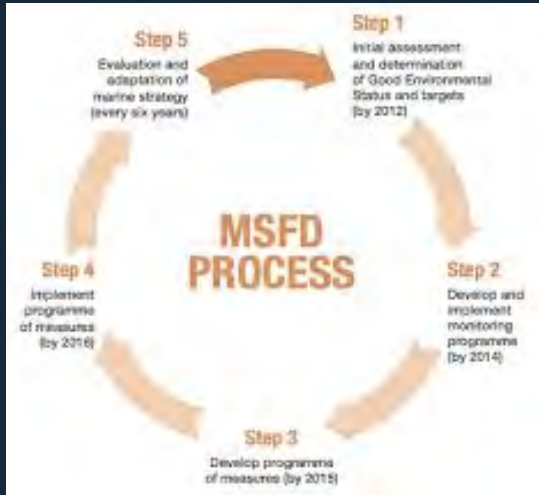 Step 1
Initial assessment
and determination
of Good Environmental
Status and targets
(by 2012)
Step 2
Develop and
implement
monitoring
programme
(by 2014)
Step 3
Develop programme
of measures (by 2015)
Step 4
Implement
programme
of measures
(by 2016)
Step 5
Evaluation and
adaptation of
marine strategy
(every six years)
MSFD
PROCESS